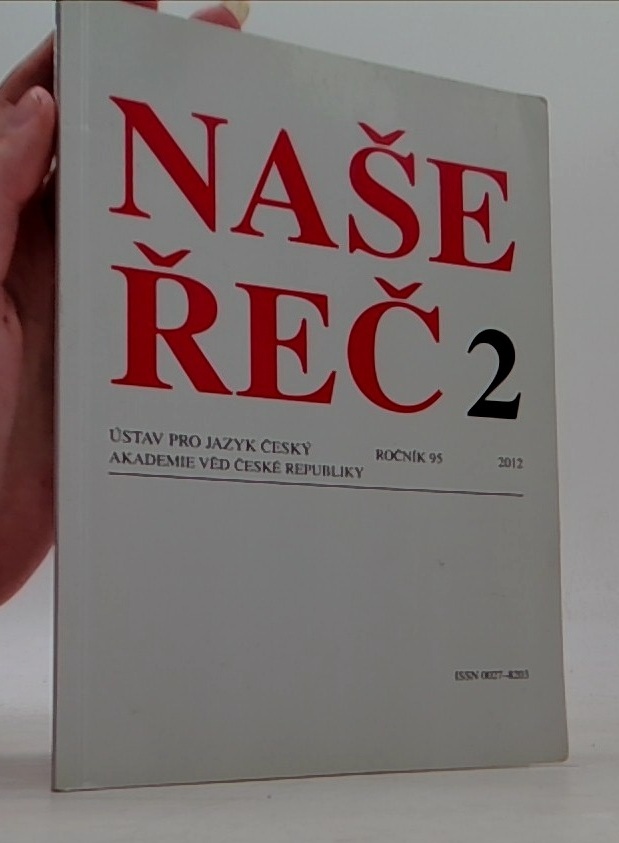 NAŠE
ŘEČ 2
ÚSTAV PRO JAZYK ČESKÝ
AKADEMIE VĚD ČESKÉ REPUBLIKY
ROČNÍK 95
2012
ISSN 0027–8203